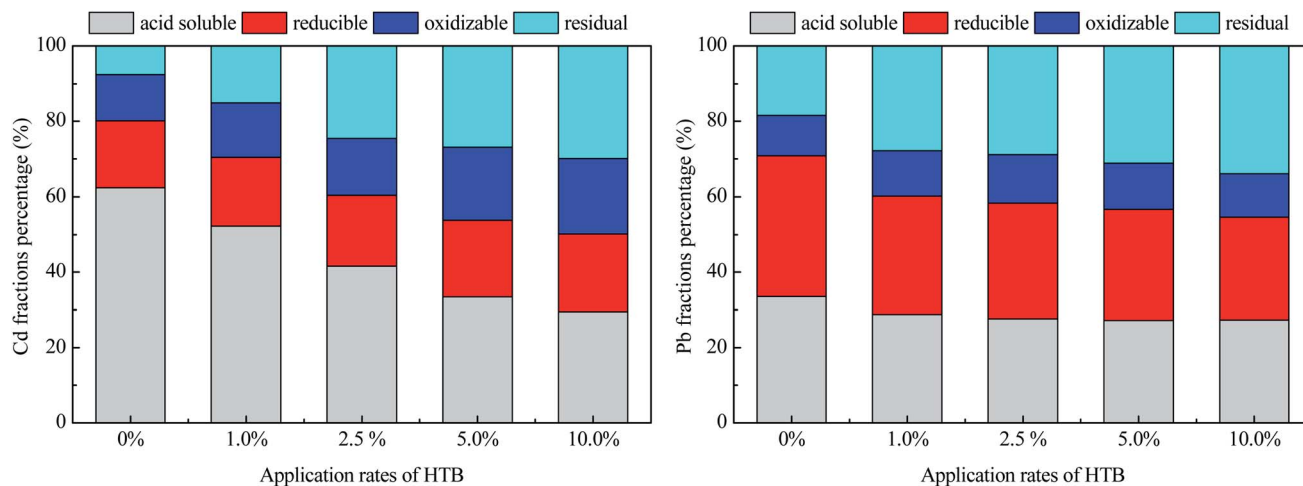 acid soluble reducible oxidizable residual
Cd fractions percentage (%)
100
80
60
40
20
0
0% 1.0% 2.5 % 5.0% 10.0%
Application rates of HTB
acid soluble reducible oxidizable residual
Pb fractions percentage (%)
100
80
60
40
20
0
0% 1.0% 2.5 % 5.0% 10.0%
Application rates of HTB